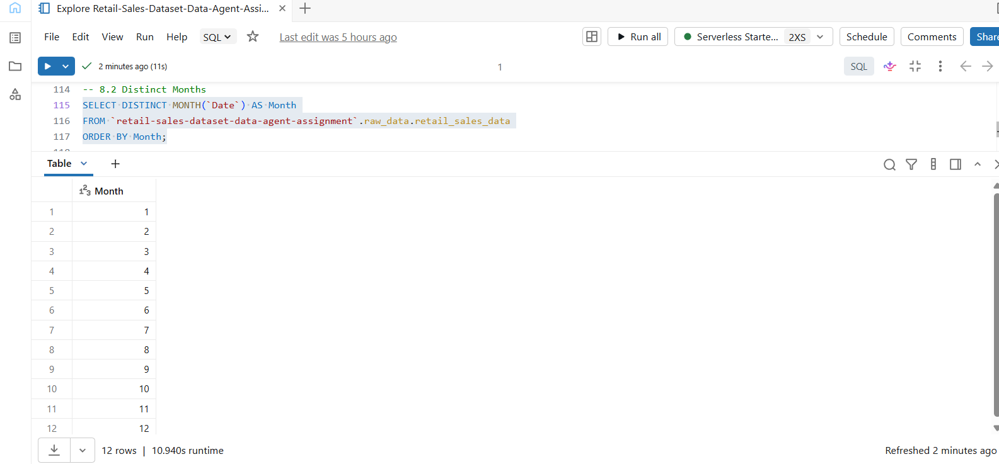 Explore Retail-Sales-Dataset-Data-Agent-Assi...
File Edit View Run Help SQL Last edit was 5 hours ago Run all Serverless Starte... 2XS Schedule Comments Share
2 minutes ago (11s) 1 SQL
114 -- 8.2 Distinct Months
115 SELECT DISTINCT MONTH(`Date`) AS Month
116 FROM `retail-sales-dataset-data-agent-assignment`.raw_data.retail_sales_data
117 ORDER BY Month;
118
Table
123 Month
1 1
2 2
3 3
4 4
5 5
6 6
7 7
8 8
9 9
10 10
11 11
12 12
12 rows | 10.940s runtime Refreshed 2 minutes ago